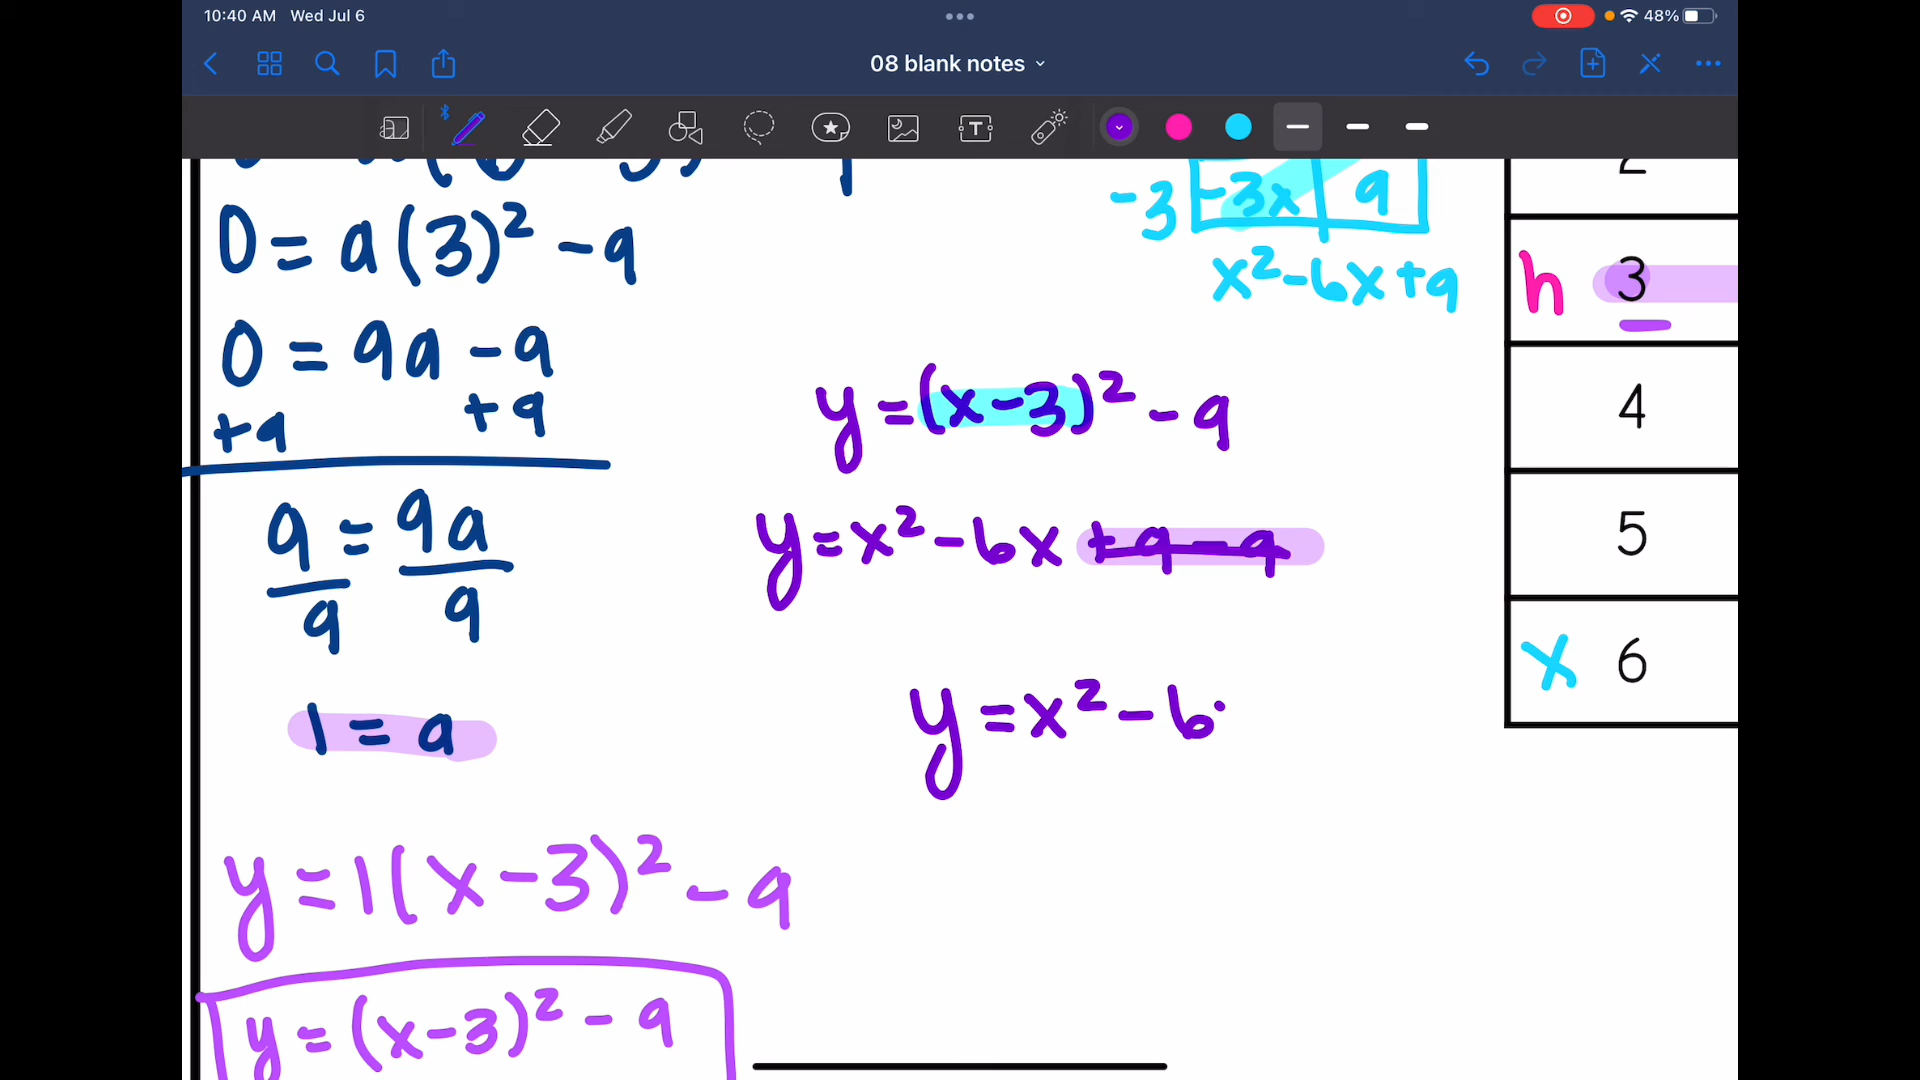 10:40 AM Wed Jul 6
48%
08 blank notes
0 = a(3)² - 9
0 = 9a - 9
+9 +9
9 = 9a
9 9
1 = a
y = 1(x-3)² - 9
y = (x-3)² - 9
-3 -3x 9
x² - 6x + 9
y = (x-3)² - 9
y = x² - 6x + 9 - 9
y = x² - 6
2
h 3
4
5
x 6